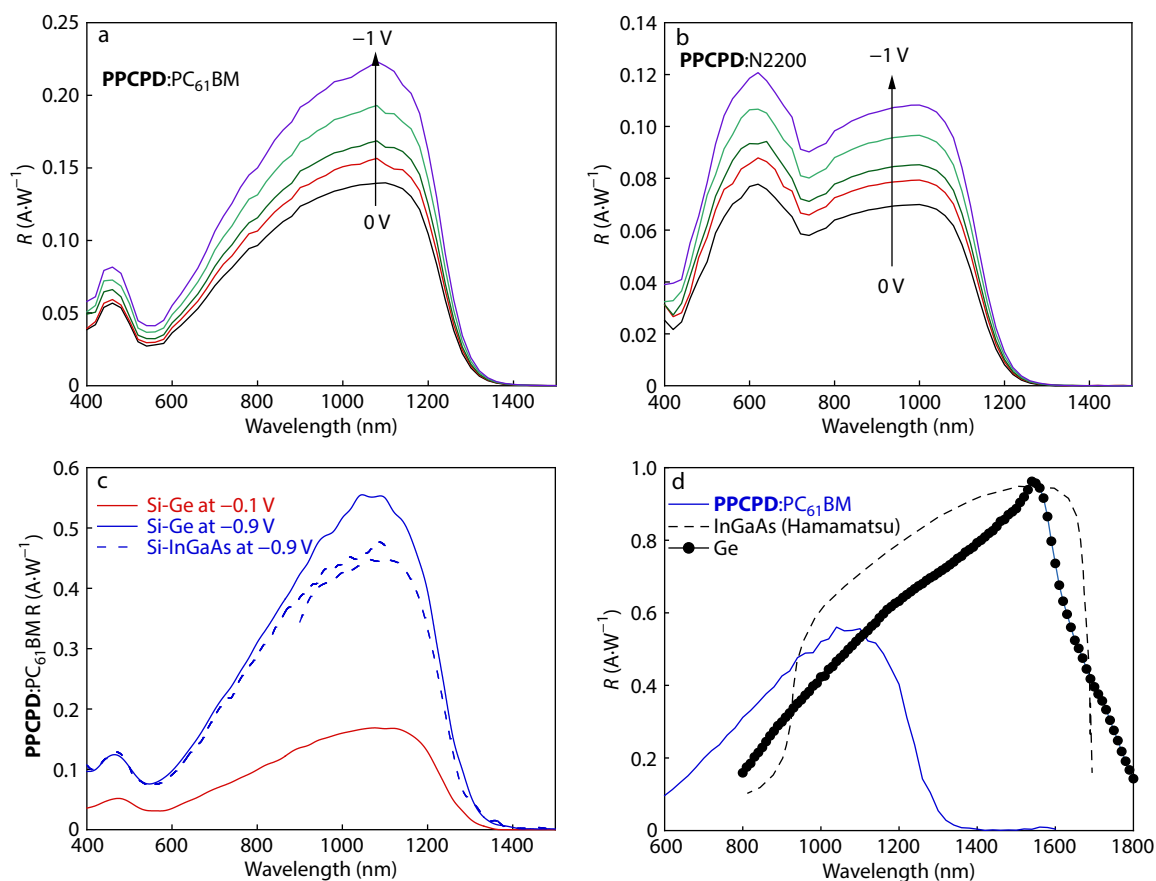 a
−1 V
PPCPD:PC₆₁BM
0 V
0.25
0.20
0.15
0.10
0.05
0
R (A·W⁻¹)
400 600 800 1000 1200 1400
Wavelength (nm)
b
−1 V
PPCPD:N2200
0 V
0.14
0.12
0.10
0.08
0.06
0.04
0.02
0
R (A·W⁻¹)
400 600 800 1000 1200 1400
Wavelength (nm)
c
Si-Ge at −0.1 V
Si-Ge at −0.9 V
Si-InGaAs at −0.9 V
0.6
0.5
0.4
0.3
0.2
0.1
0
PPCPD:PC₆₁BM R (A·W⁻¹)
400 600 800 1000 1200 1400
Wavelength (nm)
d
PPCPD:PC₆₁BM
InGaAs (Hamamatsu)
Ge
1.0
0.8
0.6
0.4
0.2
0
R (A·W⁻¹)
600 800 1000 1200 1400 1600 1800
Wavelength (nm)